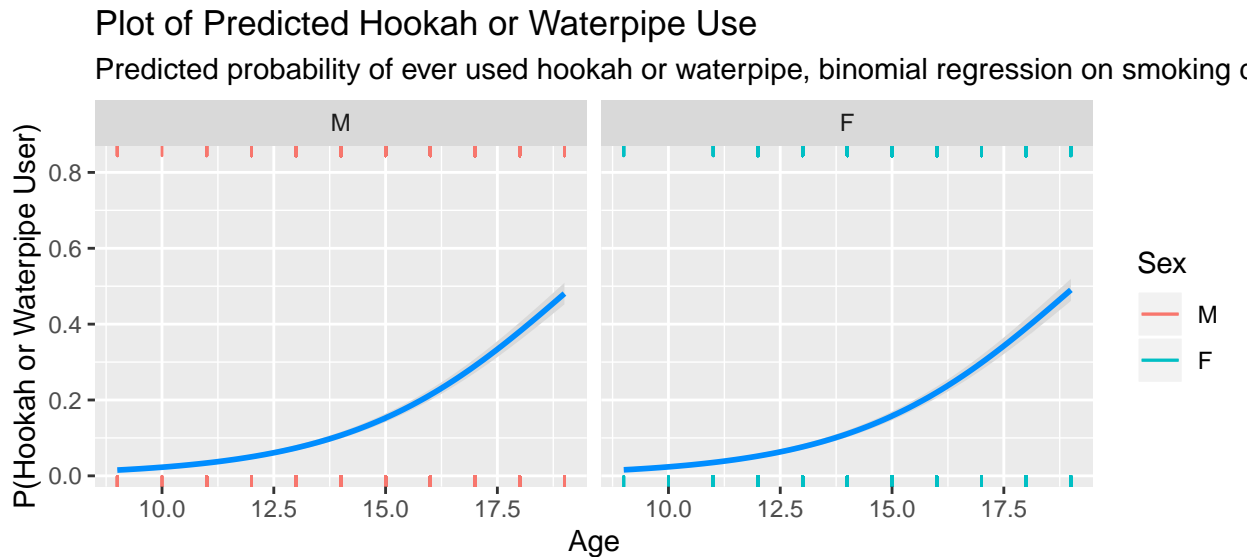 Plot of Predicted Hookah or Waterpipe Use
Predicted probability of ever used hookah or waterpipe, binomial regression on smoking
M
F
P(Hookah or Waterpipe User)
0.8
0.6
0.4
0.2
0.0
10.0
12.5
15.0
17.5
10.0
12.5
15.0
17.5
Age
Sex
M
F